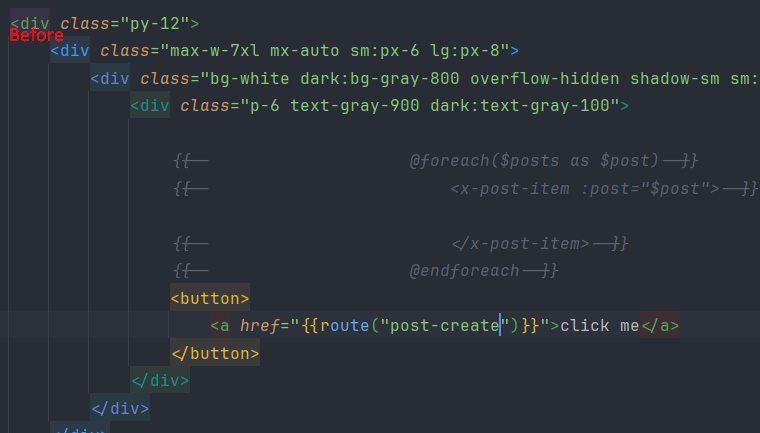 <div class="py-12">
Before
<div class="max-w-7xl mx-auto sm:px-6 lg:px-8">
<div class="bg-white dark:bg-gray-800 overflow-hidden shadow-sm sm:
<div class="p-6 text-gray-900 dark:text-gray-100">
{{-- @foreach($posts as $post)--}}
{{-- <x-post-item :post="$post">--}}
{{-- </x-post-item>--}}
{{-- @endforeach--}}
<button>
<a href="{{route("post-create")}}">click me</a>
</button>
</div>
</div>
</div>